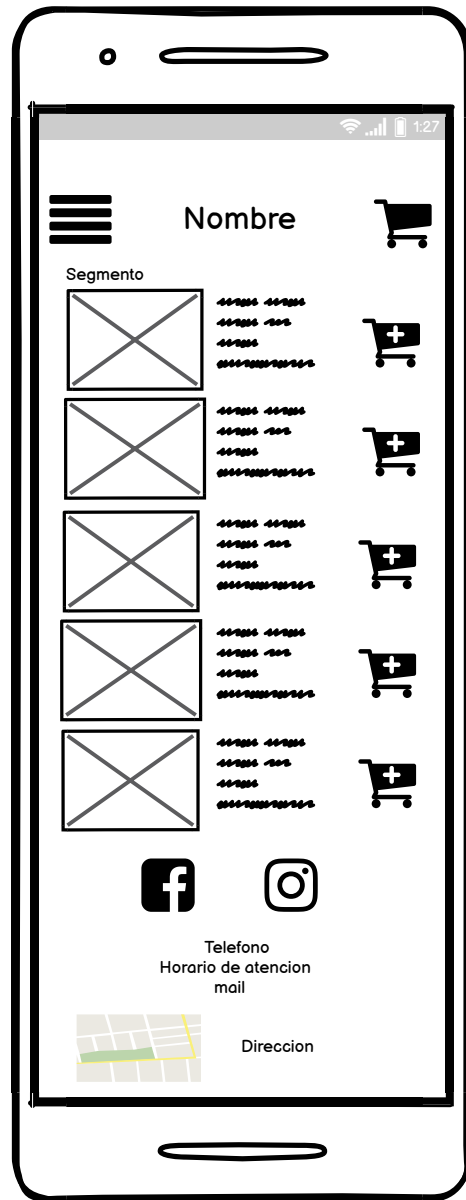 1:27
Nombre
Segmento
Telefono
Horario de atencion
mail
Direccion